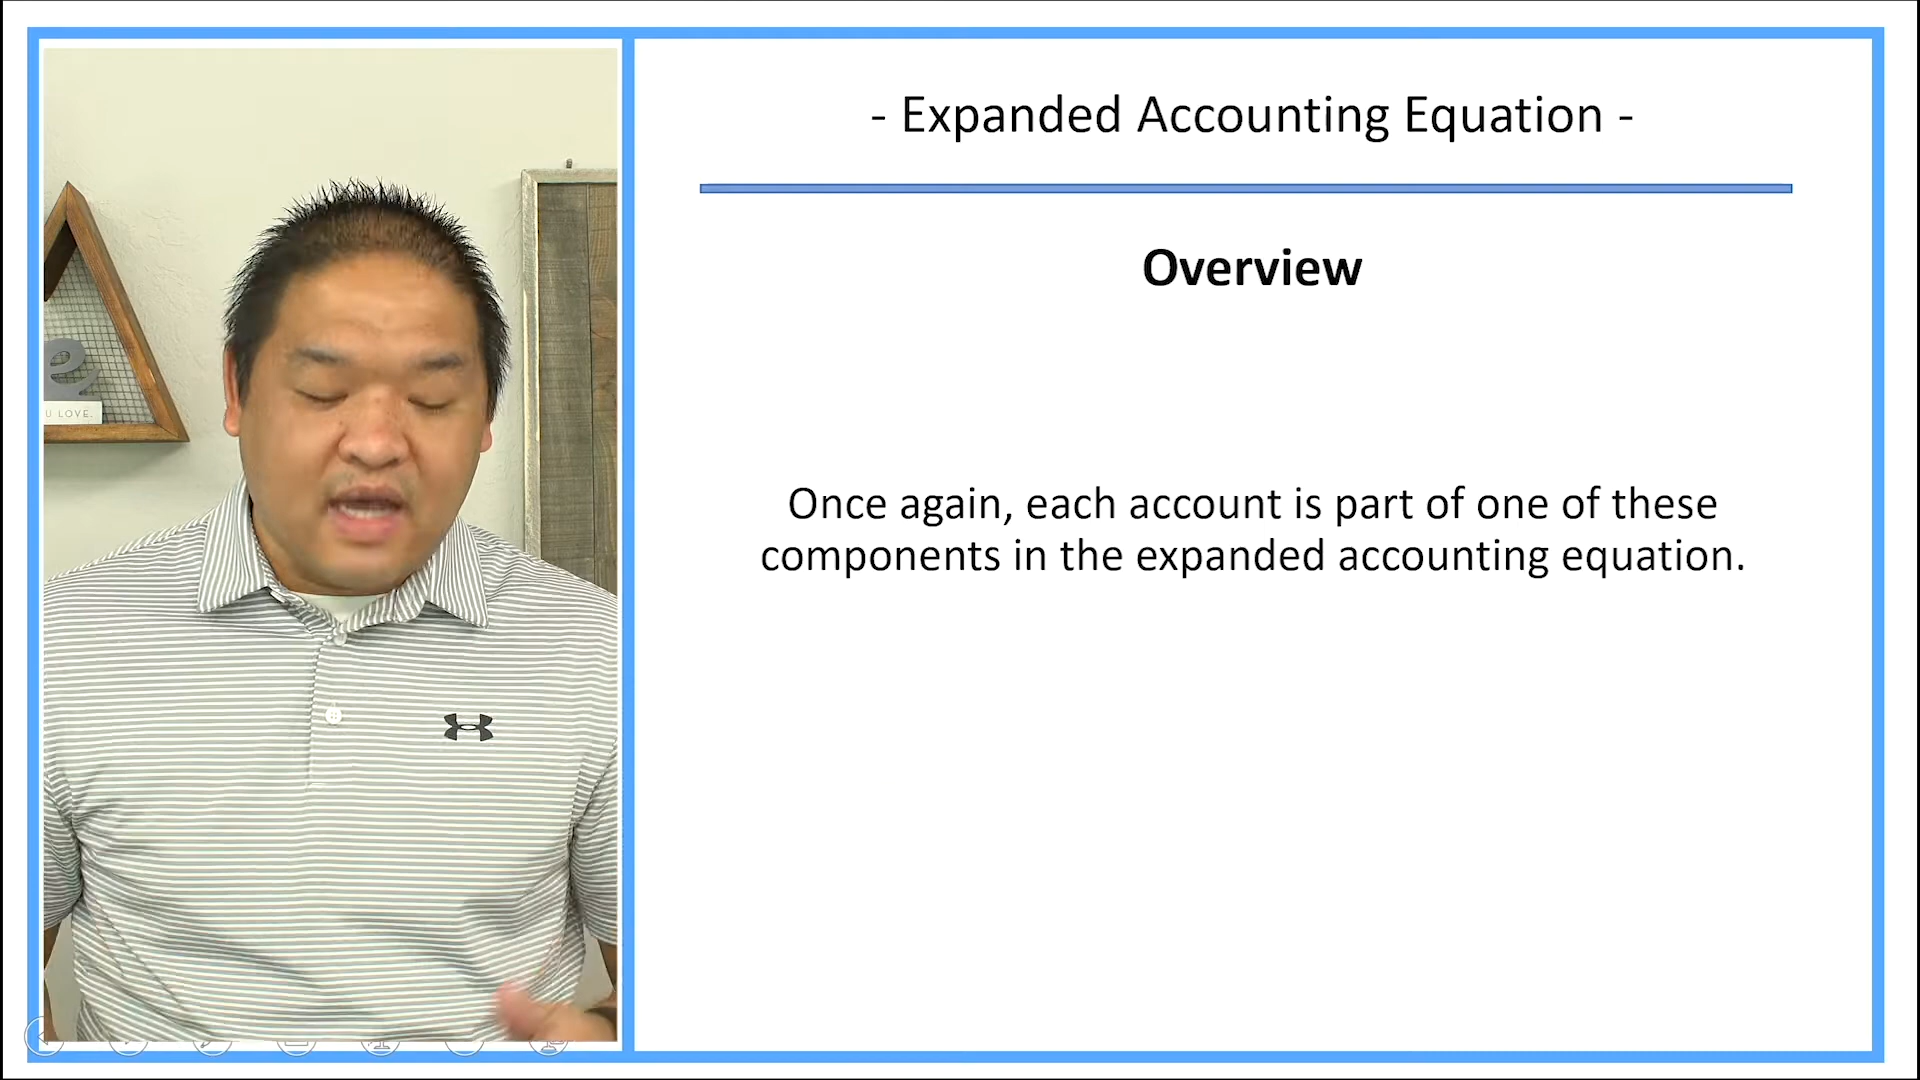 - Expanded Accounting Equation -
Overview
Once again, each account is part of one of these
components in the expanded accounting equation.
e
U LOVE.